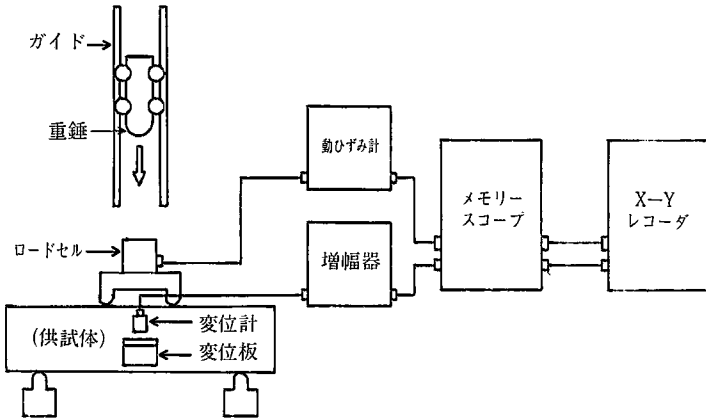 ガイド
重錘
動ひずみ計
メモリー
スコープ
X－Y
レコーダ
ロードセル
増幅器
(供試体)
変位計
変位板